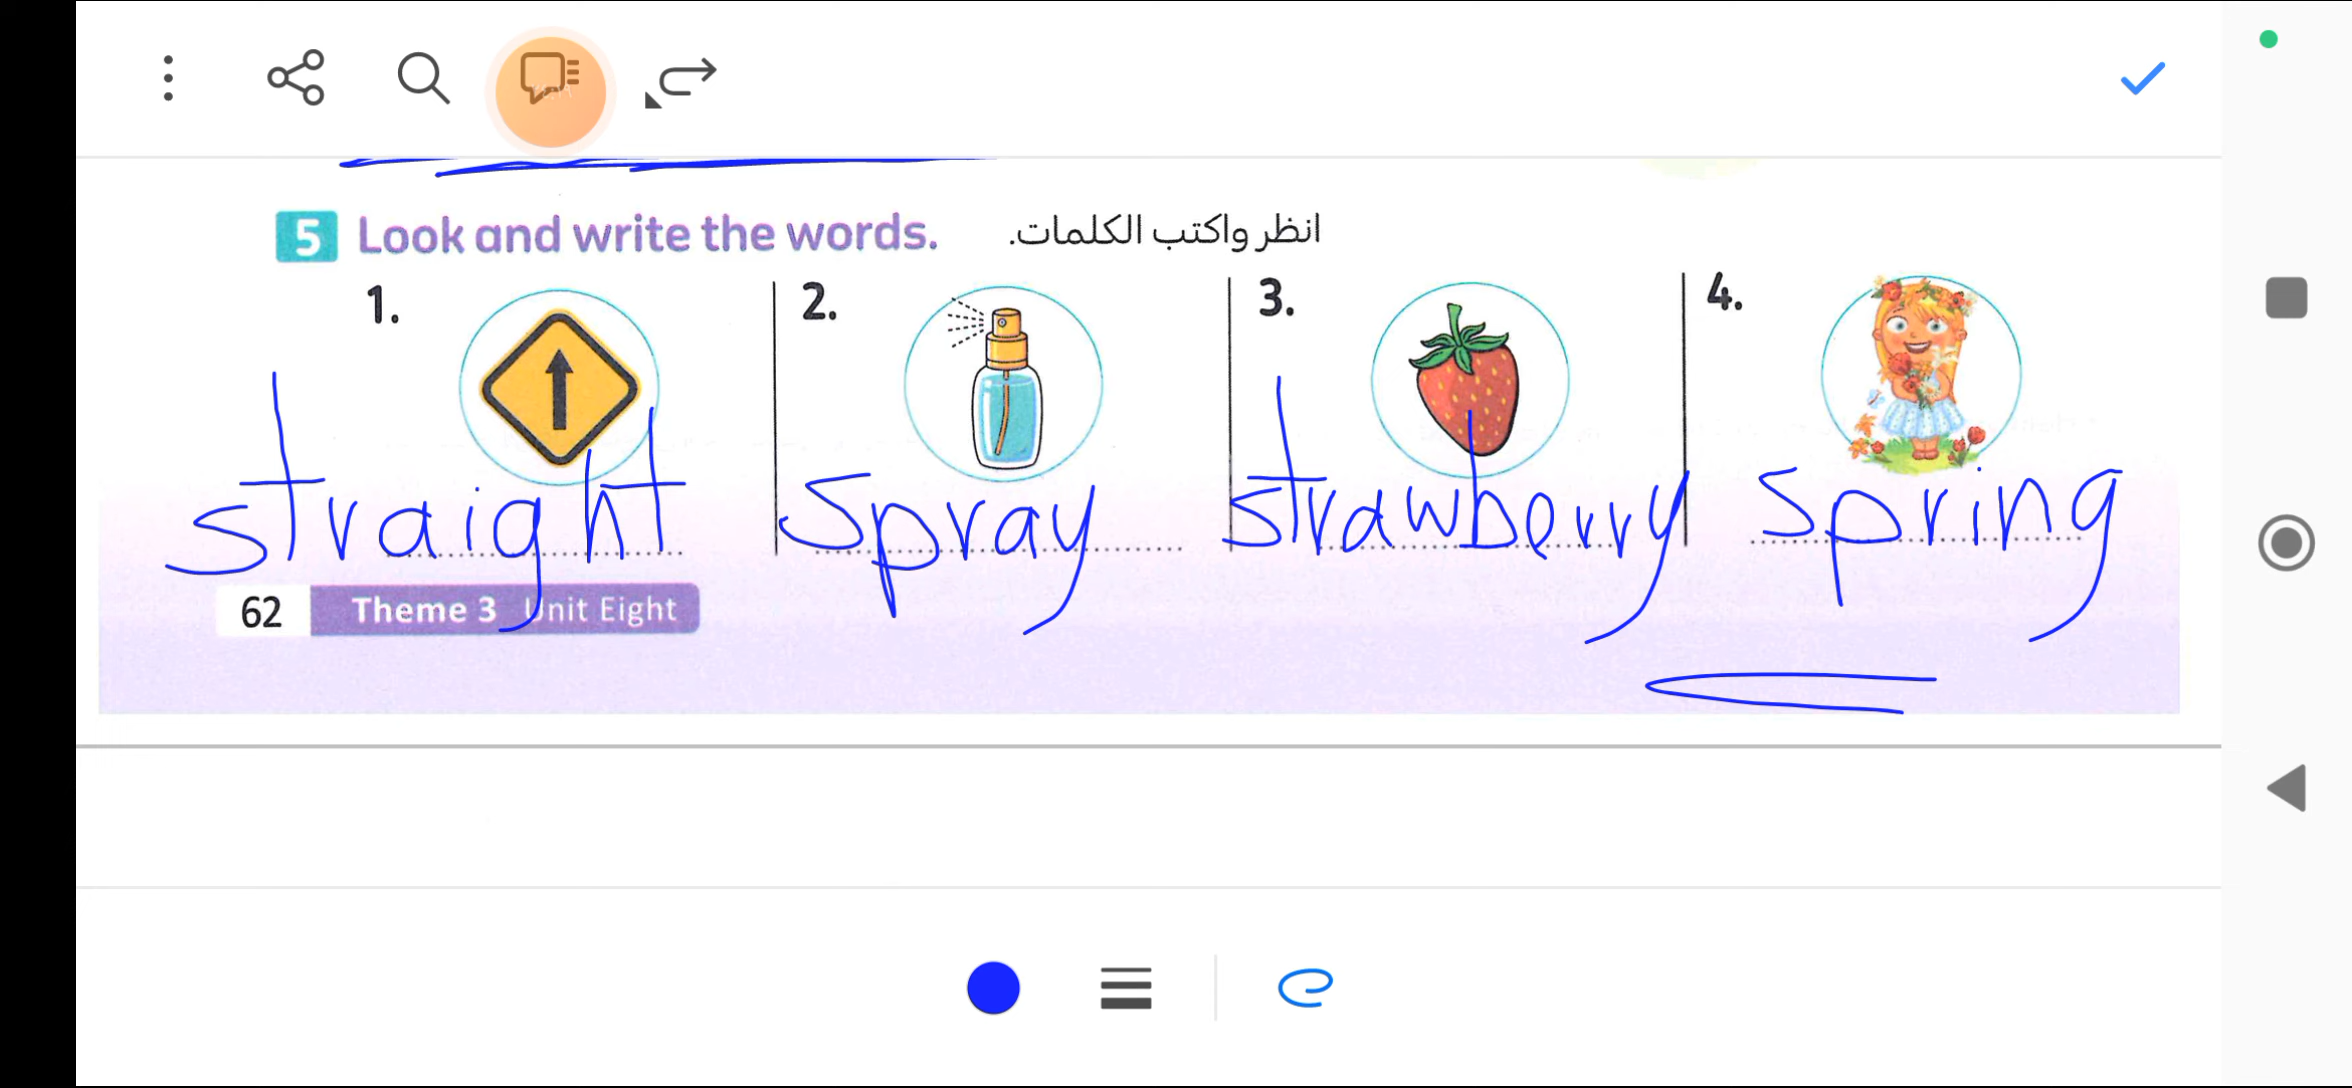 5 Look and write the words. انظر واكتب الكلمات.
1. 2. 3. 4.
straight spray strawberry spring
62 Theme 3 Unit Eight